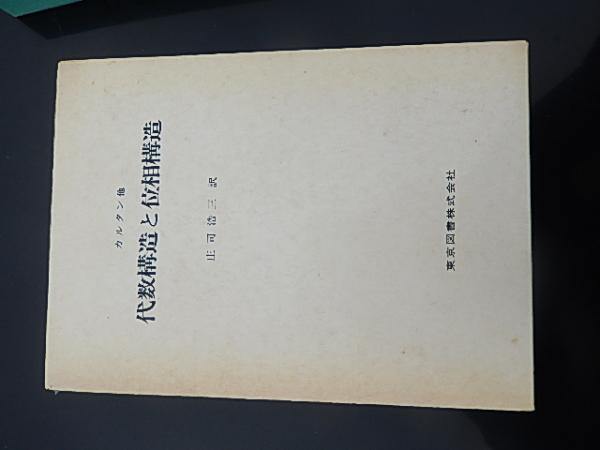 カルタン他
代数構造と位相構造
庄司浩三 訳
東京図書株式会社